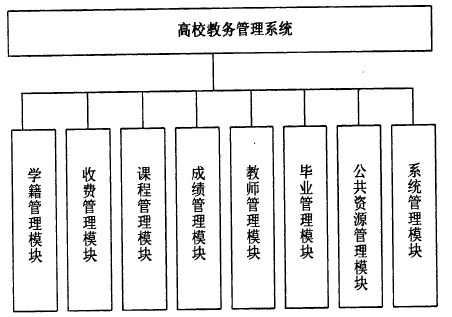 高校教务管理系统
学籍管理模块
收费管理模块
课程管理模块
成绩管理模块
教师管理模块
毕业管理模块
公共资源管理模块
系统管理模块